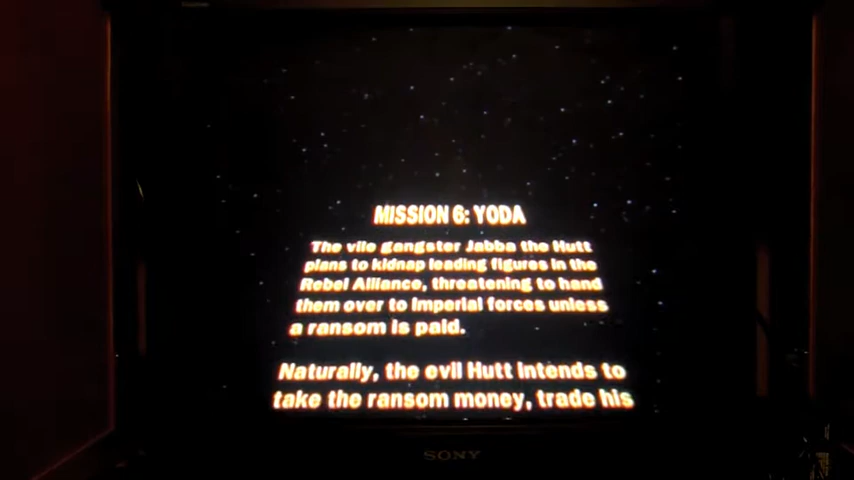 MISSION 6: YODA
The vile gangster Jabba the Hutt
plans to kidnap leading figures in the
Rebel Alliance, threatening to hand
them over to Imperial forces unless
a ransom is paid.
Naturally, the evil Hutt intends to
take the ransom money, trade his
SONY